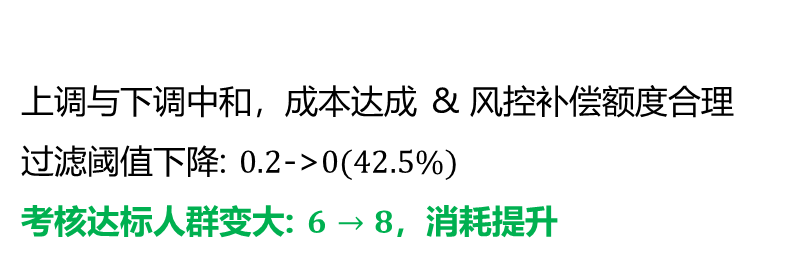 上调与下调中和，成本达成 & 风控补偿额度合理
过滤阈值下降: 0.2->0(42.5%)
考核达标人群变大: 6 → 8，消耗提升